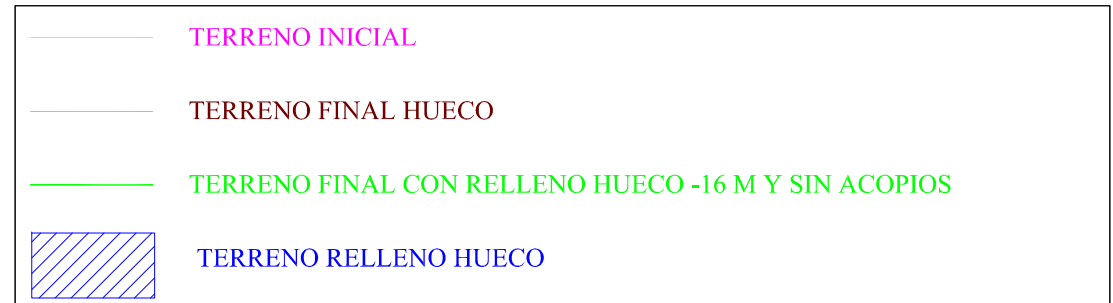 TERRENO INICIAL
TERRENO FINAL HUECO
TERRENO FINAL CON RELLENO HUECO -16 M Y SIN ACOPIOS
TERRENO RELLENO HUECO